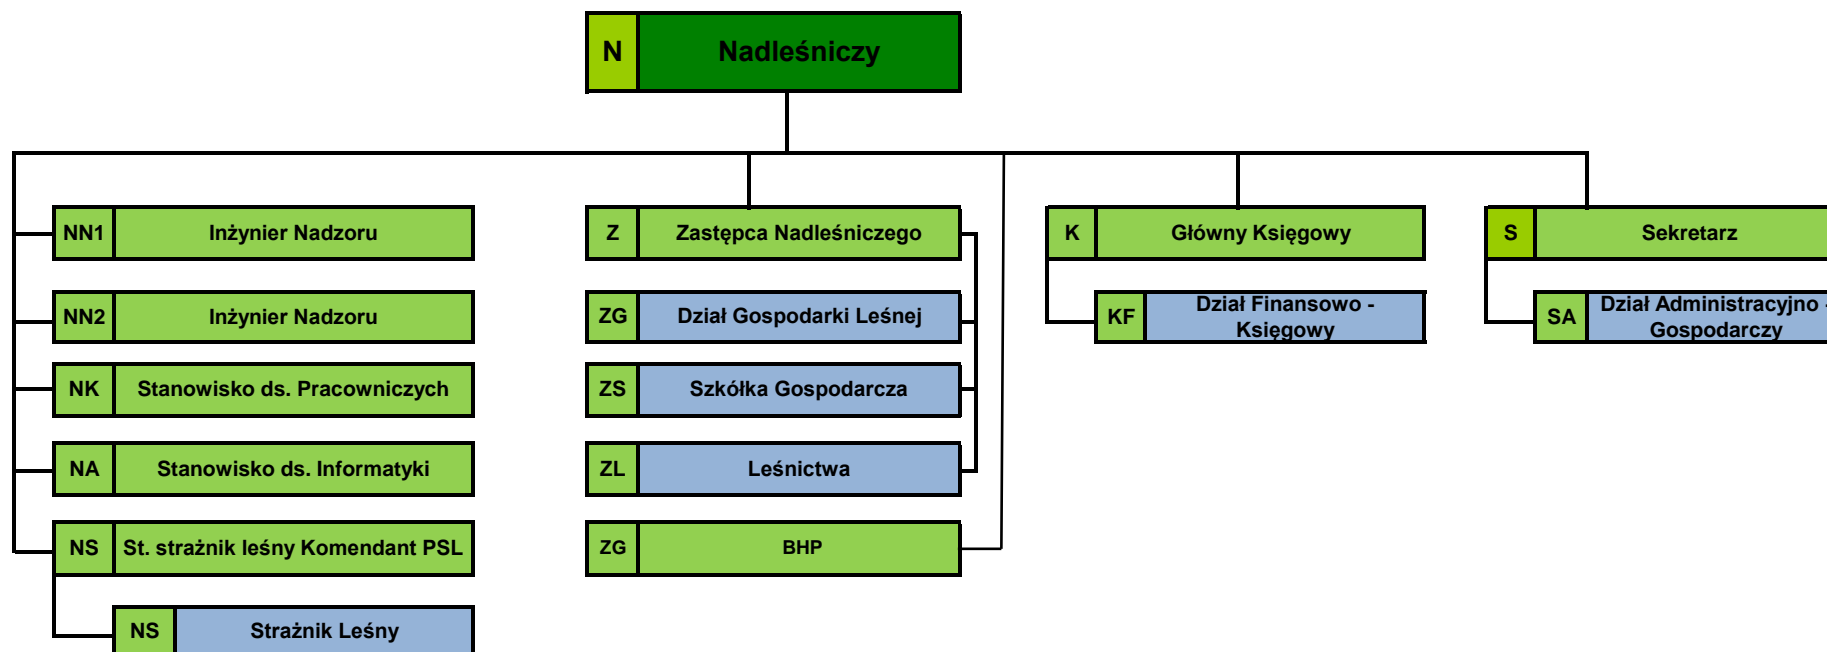 N Nadleśniczy
NN1 Inżynier Nadzoru
Z Zastępca Nadleśniczego
K Główny Księgowy
S Sekretarz
NN2 Inżynier Nadzoru
ZG Dział Gospodarki Leśnej
KF Dział Finansowo -
Księgowy
SA Dział Administracyjno -
Gospodarczy
NK Stanowisko ds. Pracowniczych
ZS Szkółka Gospodarcza
NA Stanowisko ds. Informatyki
ZL Leśnictwa
NS St. strażnik leśny Komendant PSL
ZG BHP
NS Strażnik Leśny